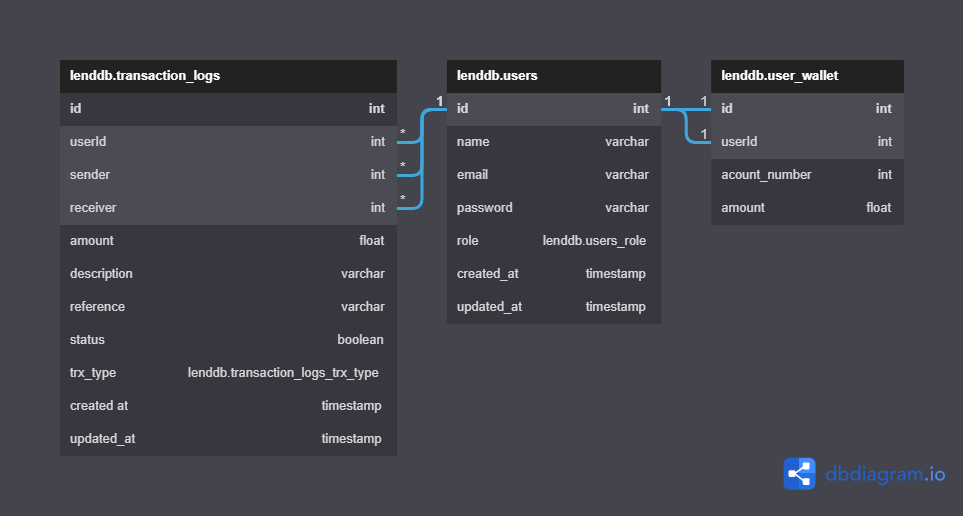 lenddb.transaction_logs
id int
userId int
sender int
receiver int
amount float
description varchar
reference varchar
status boolean
trx_type lenddb.transaction_logs_trx_type
created at timestamp
updated_at timestamp
* 
*
*
1
lenddb.users
id int
name varchar
email varchar
password varchar
role lenddb.users_role
created_at timestamp
updated_at timestamp
1
1
1
lenddb.user_wallet
id int
userId int
acount_number int
amount float
dbdiagram.io